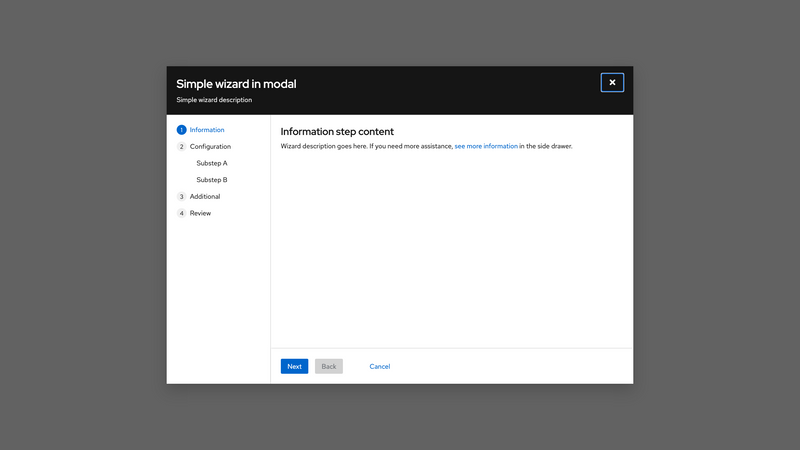 Simple wizard in modal
Simple wizard description
1 Information
2 Configuration
Substep A
Substep B
3 Additional
4 Review
Information step content
Wizard description goes here. If you need more assistance, see more information in the side drawer.
Next Back Cancel